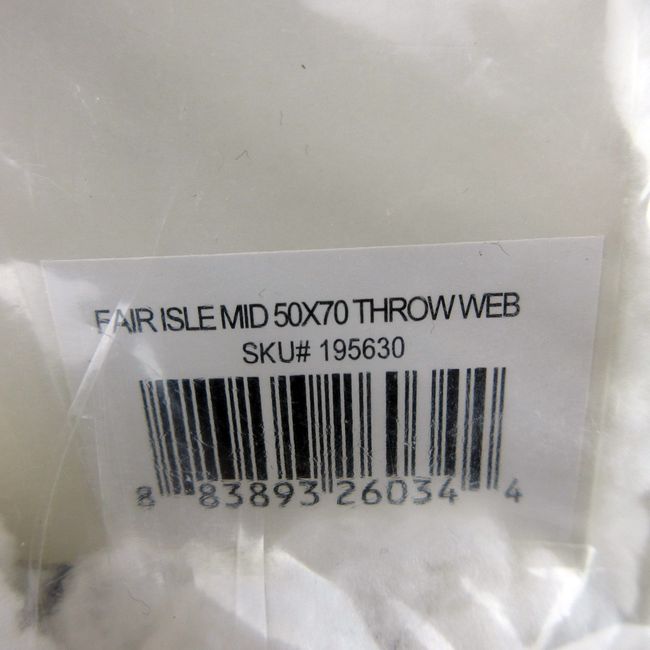 FAIR ISLE MID 50X70 THROW WEB
SKU# 195630
8 83893 26034 4